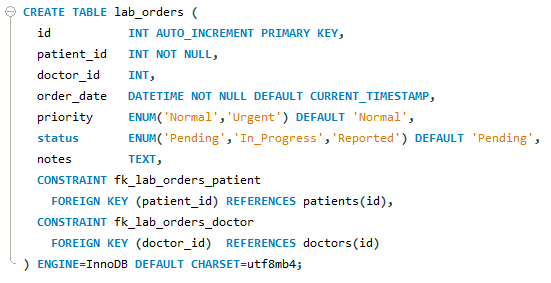 CREATE TABLE lab_orders (
id INT AUTO_INCREMENT PRIMARY KEY,
patient_id INT NOT NULL,
doctor_id INT,
order_date DATETIME NOT NULL DEFAULT CURRENT_TIMESTAMP,
priority ENUM('Normal','Urgent') DEFAULT 'Normal',
status ENUM('Pending','In_Progress','Reported') DEFAULT 'Pending',
notes TEXT,
CONSTRAINT fk_lab_orders_patient
FOREIGN KEY (patient_id) REFERENCES patients(id),
CONSTRAINT fk_lab_orders_doctor
FOREIGN KEY (doctor_id) REFERENCES doctors(id)
) ENGINE=InnoDB DEFAULT CHARSET=utf8mb4;